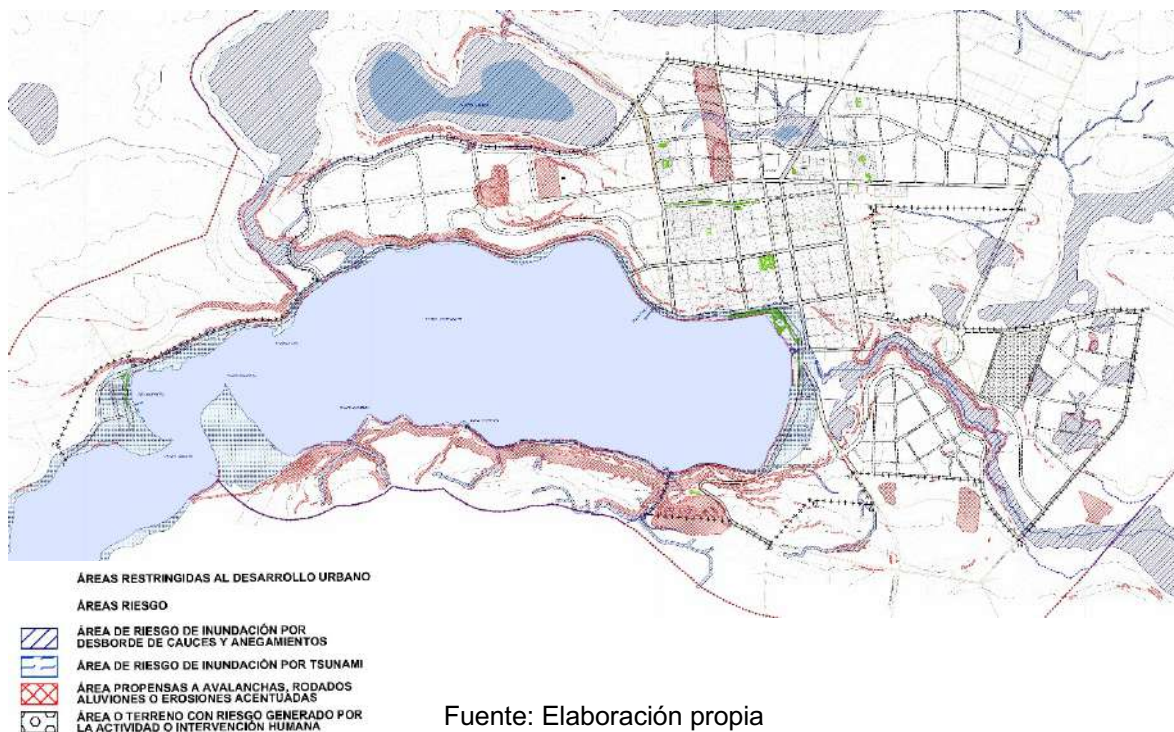 ÁREAS RESTRINGIDAS AL DESARROLLO URBANO
ÁREAS RIESGO
ÁREA DE RIESGO DE INUNDACIÓN POR
DESBORDE DE CAUCES Y ANEGAMIENTOS
ÁREA DE RIESGO DE INUNDACIÓN POR TSUNAMI
ÁREA PROPENSAS A AVALANCHAS, RODADOS
ALUVIONES O EROSIONES ACENTUADAS
ÁREA O TERRENO CON RIESGO GENERADO POR
LA ACTIVIDAD O INTERVENCIÓN HUMANA
Fuente: Elaboración propia